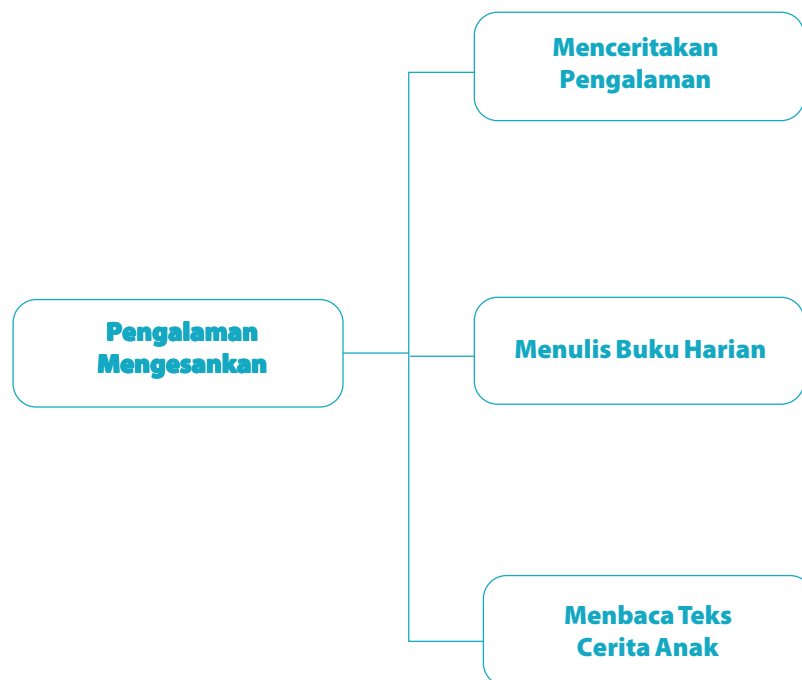 Menceritakan
Pengalaman
Pengalaman
Mengesankan
Menulis Buku Harian
Menbaca Teks
Cerita Anak